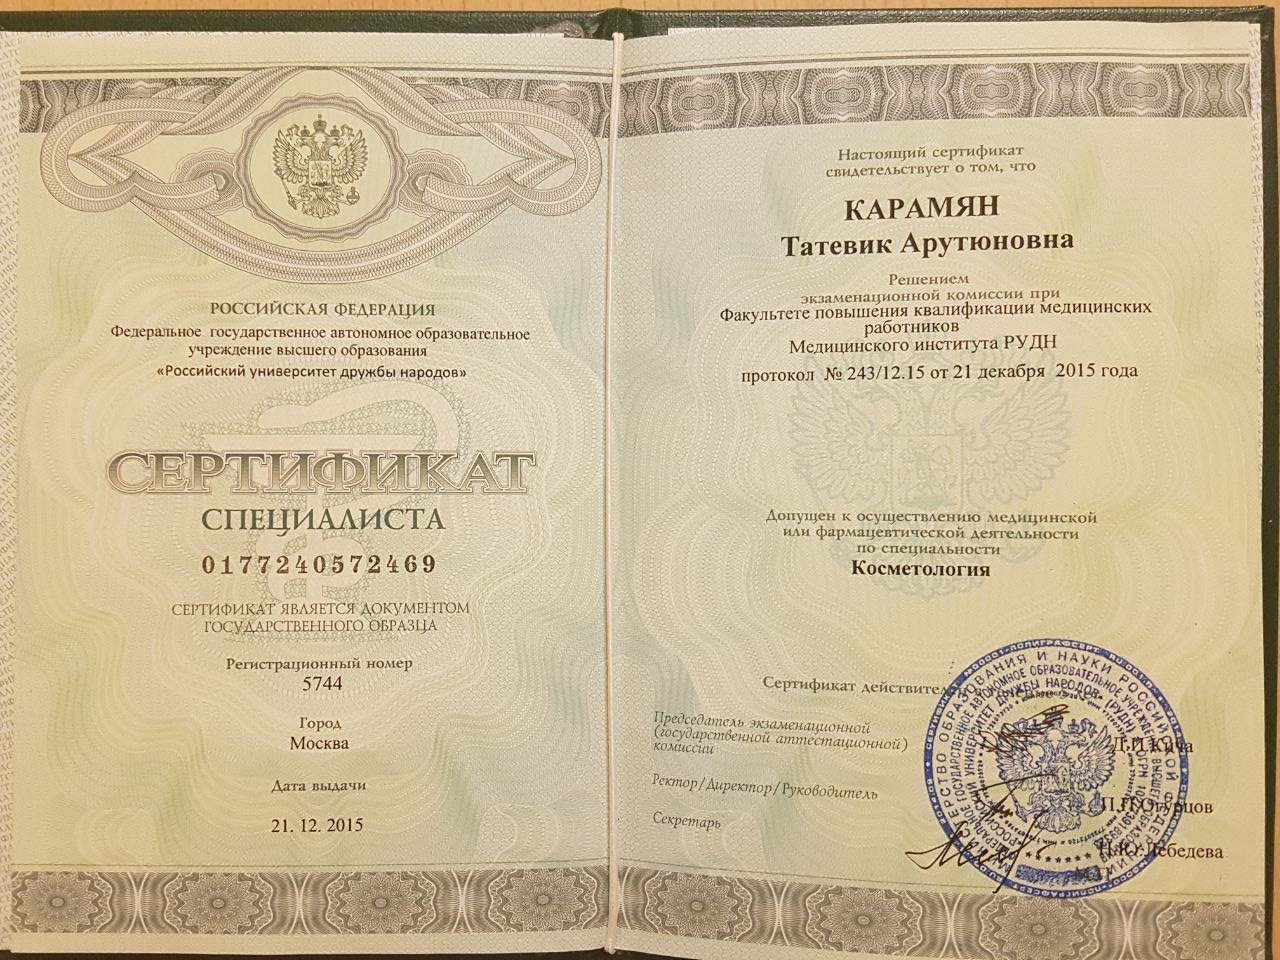 РОССИЙСКАЯ ФЕДЕРАЦИЯ
Федеральное государственное автономное образовательное
учреждение высшего образования
«Российский университет дружбы народов»
СЕРТИФИКАТ
СПЕЦИАЛИСТА
0177240572469
СЕРТИФИКАТ ЯВЛЯЕТСЯ ДОКУМЕНТОМ
ГОСУДАРСТВЕННОГО ОБРАЗЦА
Регистрационный номер
5744
Город
Москва
Дата выдачи
21. 12. 2015
Настоящий сертификат
свидетельствует о том, что
КАРАМЯН
Татевик Арутюновна
Решением
экзаменационной комиссии при
Факультете повышения квалификации медицинских
работников
Медицинского института РУДН
протокол № 243/12.15 от 21 декабря 2015 года
Допущен к осуществлению медицинской
или фармацевтической деятельности
по специальности
Косметология
Сертификат
Председатель экзаменационной
(государственной аттестационной)
комиссии
Д.И.Кича
Ректор/Директор/Руководитель
П.П.Огурцов
Секретарь
Лебедева